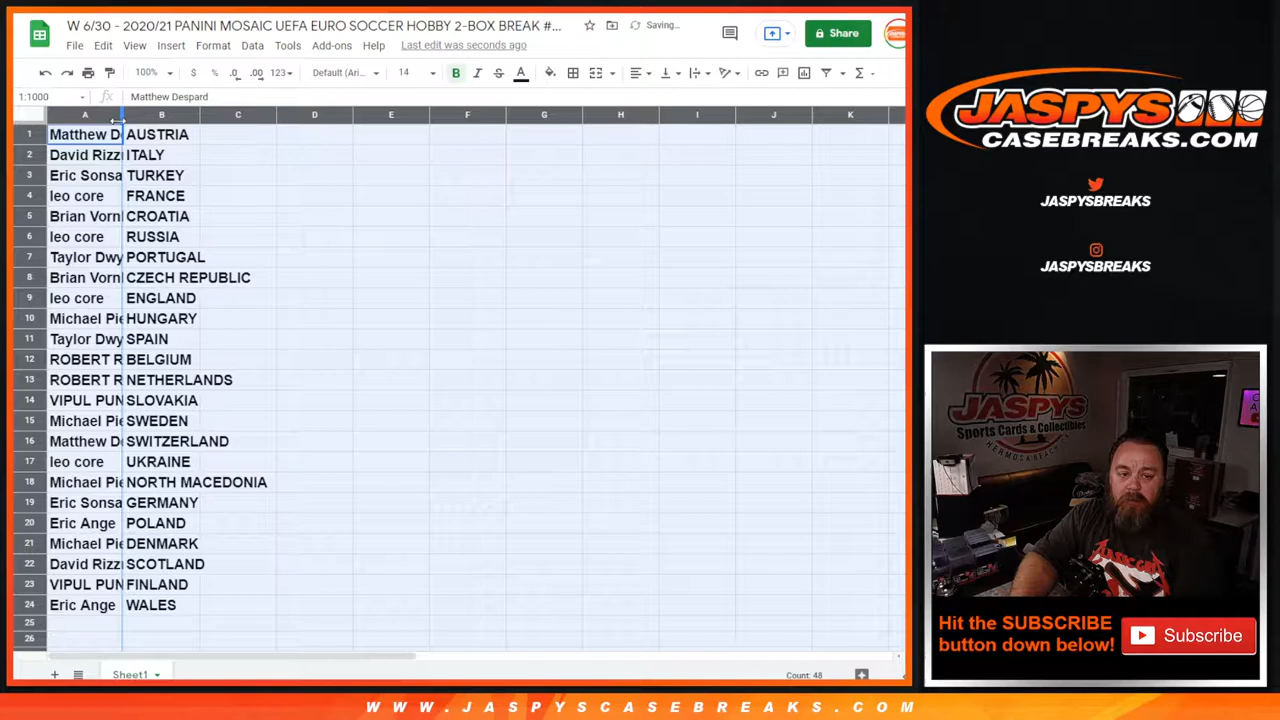 W 6/30 - 2020/21 PANINI MOSAIC UEFA EURO SOCCER HOBBY 2-BOX BREAK #...
Saving...
File Edit View Insert Format Data Tools Add-ons Help Last edit was seconds ago
Share
100% $ % .0 .00 123 Default (Ari... 14 B I S A
1:1000 fx Matthew Despard
A B C D E F G H I J K
1 Matthew D AUSTRIA
2 David Rizz ITALY
3 Eric Sonsa TURKEY
4 leo core FRANCE
5 Brian Vorn CROATIA
6 leo core RUSSIA
7 Taylor Dwy PORTUGAL
8 Brian Vorn CZECH REPUBLIC
9 leo core ENGLAND
10 Michael Pie HUNGARY
11 Taylor Dwy SPAIN
12 ROBERT R BELGIUM
13 ROBERT R NETHERLANDS
14 VIPUL PUN SLOVAKIA
15 Michael Pie SWEDEN
16 Matthew D SWITZERLAND
17 leo core UKRAINE
18 Michael Pie NORTH MACEDONIA
19 Eric Sonsa GERMANY
20 Eric Ange POLAND
21 Michael Pie DENMARK
22 David Rizz SCOTLAND
23 VIPUL PUN FINLAND
24 Eric Ange WALES
25
26
Sheet1
Count: 48
JASPYS
CASEBREAKS.COM
JASPYSBREAKS
JASPYSBREAKS
JASPYS
Sports Cards & Collectibles
HERMOSA BEACH
Hit the SUBSCRIBE
button down below!
Subscribe
WWW.JASPYSCASEBREAKS.COM